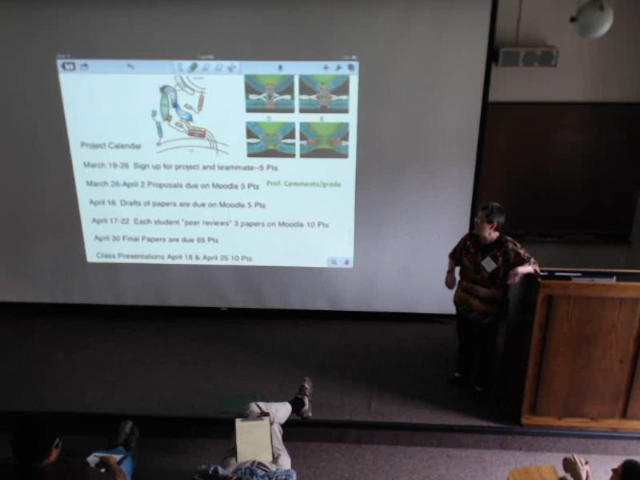 Project Calendar
March 19-26 Sign up for project and teammate-5 Pts
March 26-April 2 Proposals due on Moodle 5 Pts Prof. Comments/grade
April 16 Drafts of papers are due on Moodle 5 Pts
April 17-22 Each student "peer reviews" 3 papers on Moodle 10 Pts
April 30 Final Papers are due 65 Pts
Class Presentations April 18 & April 25 10 Pts